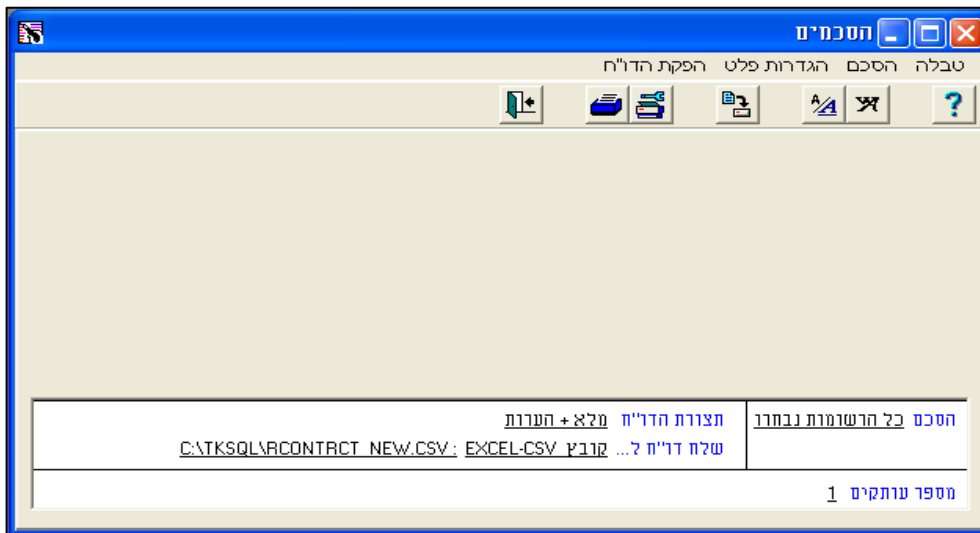 הסכמים
טבלה הסכם הגדרות פלט הפקת הדו"ח
הסכם כל הרשומות נבחרו
תצורת הדו"ח מלא + הערות
שלח דו"ח ל... קובץ EXCEL-CSV : C:\TKSQL\RCONTRCT_NEW.CSV
מספר עותקים 1